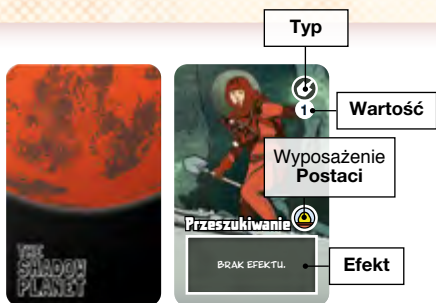 Typ
1
Wartość
Wyposażenie
Postaci
Przeszukiwanie
BRAK EFEKTU.
Efekt
THE
SHADOW
PLANET